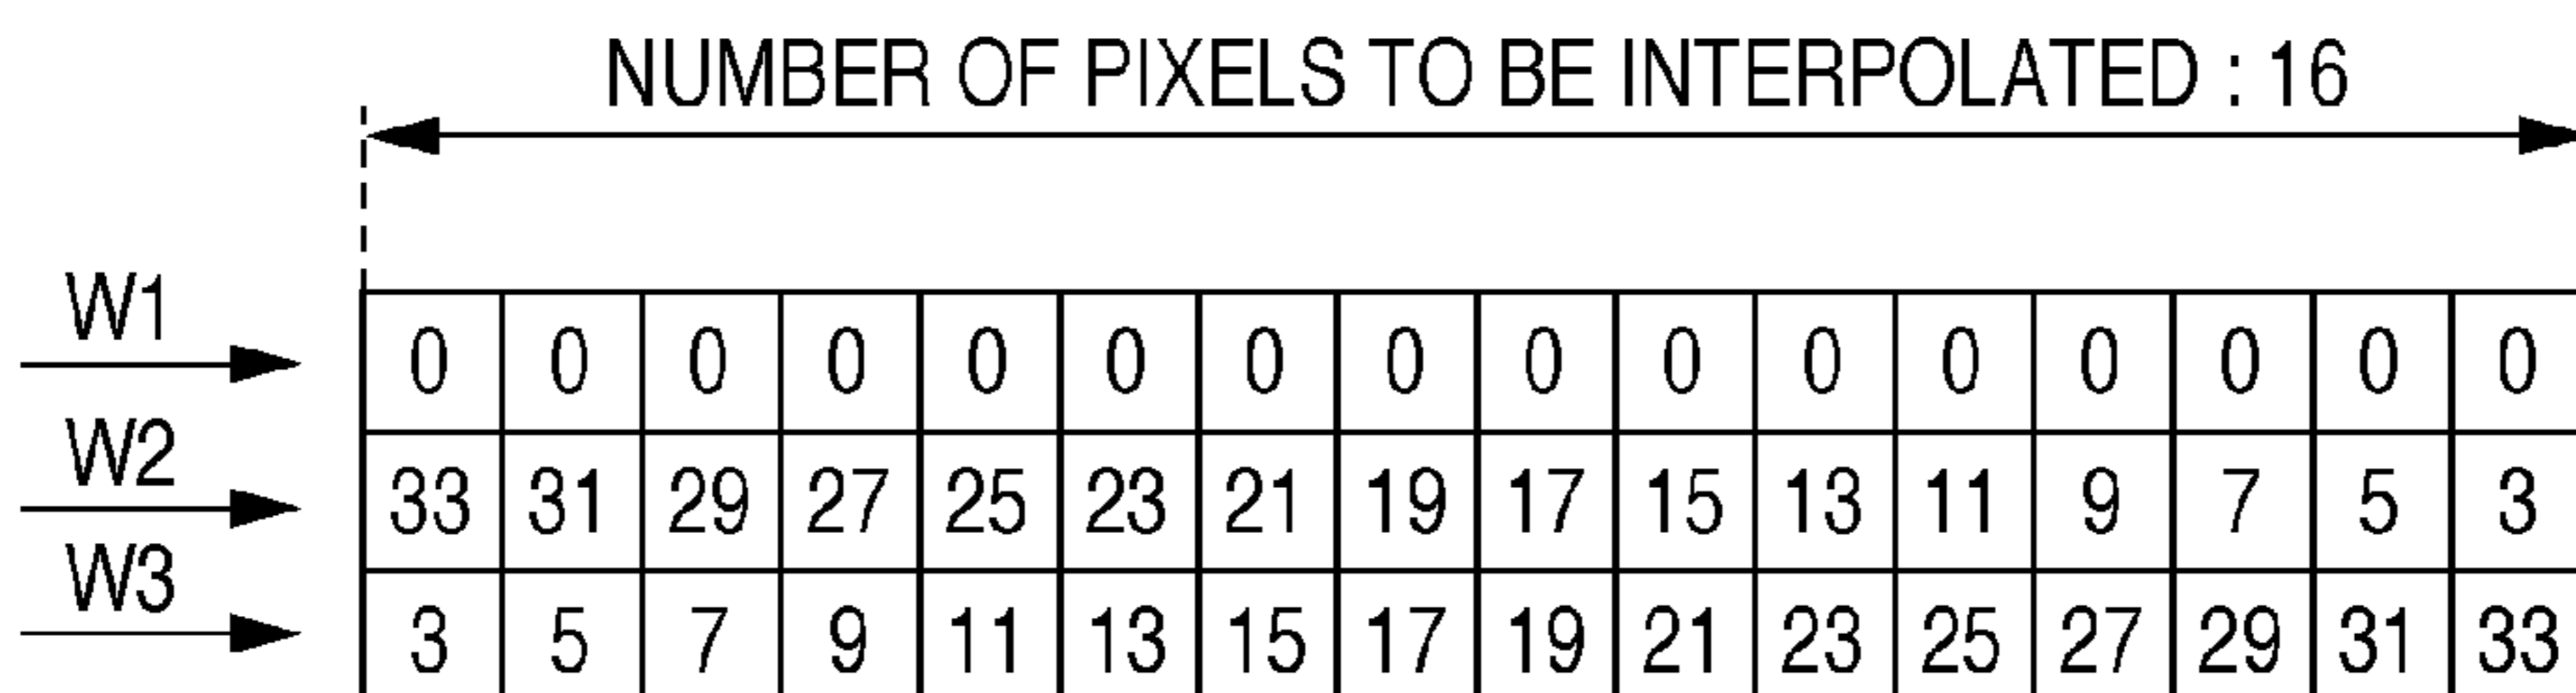 NUMBER OF PIXELS TO BE INTERPOLATED : 16
W1 0 0 0 0 0 0 0 0 0 0 0 0 0 0 0 0
W2 33 31 29 27 25 23 21 19 17 15 13 11 9 7 5 3
W3 3 5 7 9 11 13 15 17 19 21 23 25 27 29 31 33